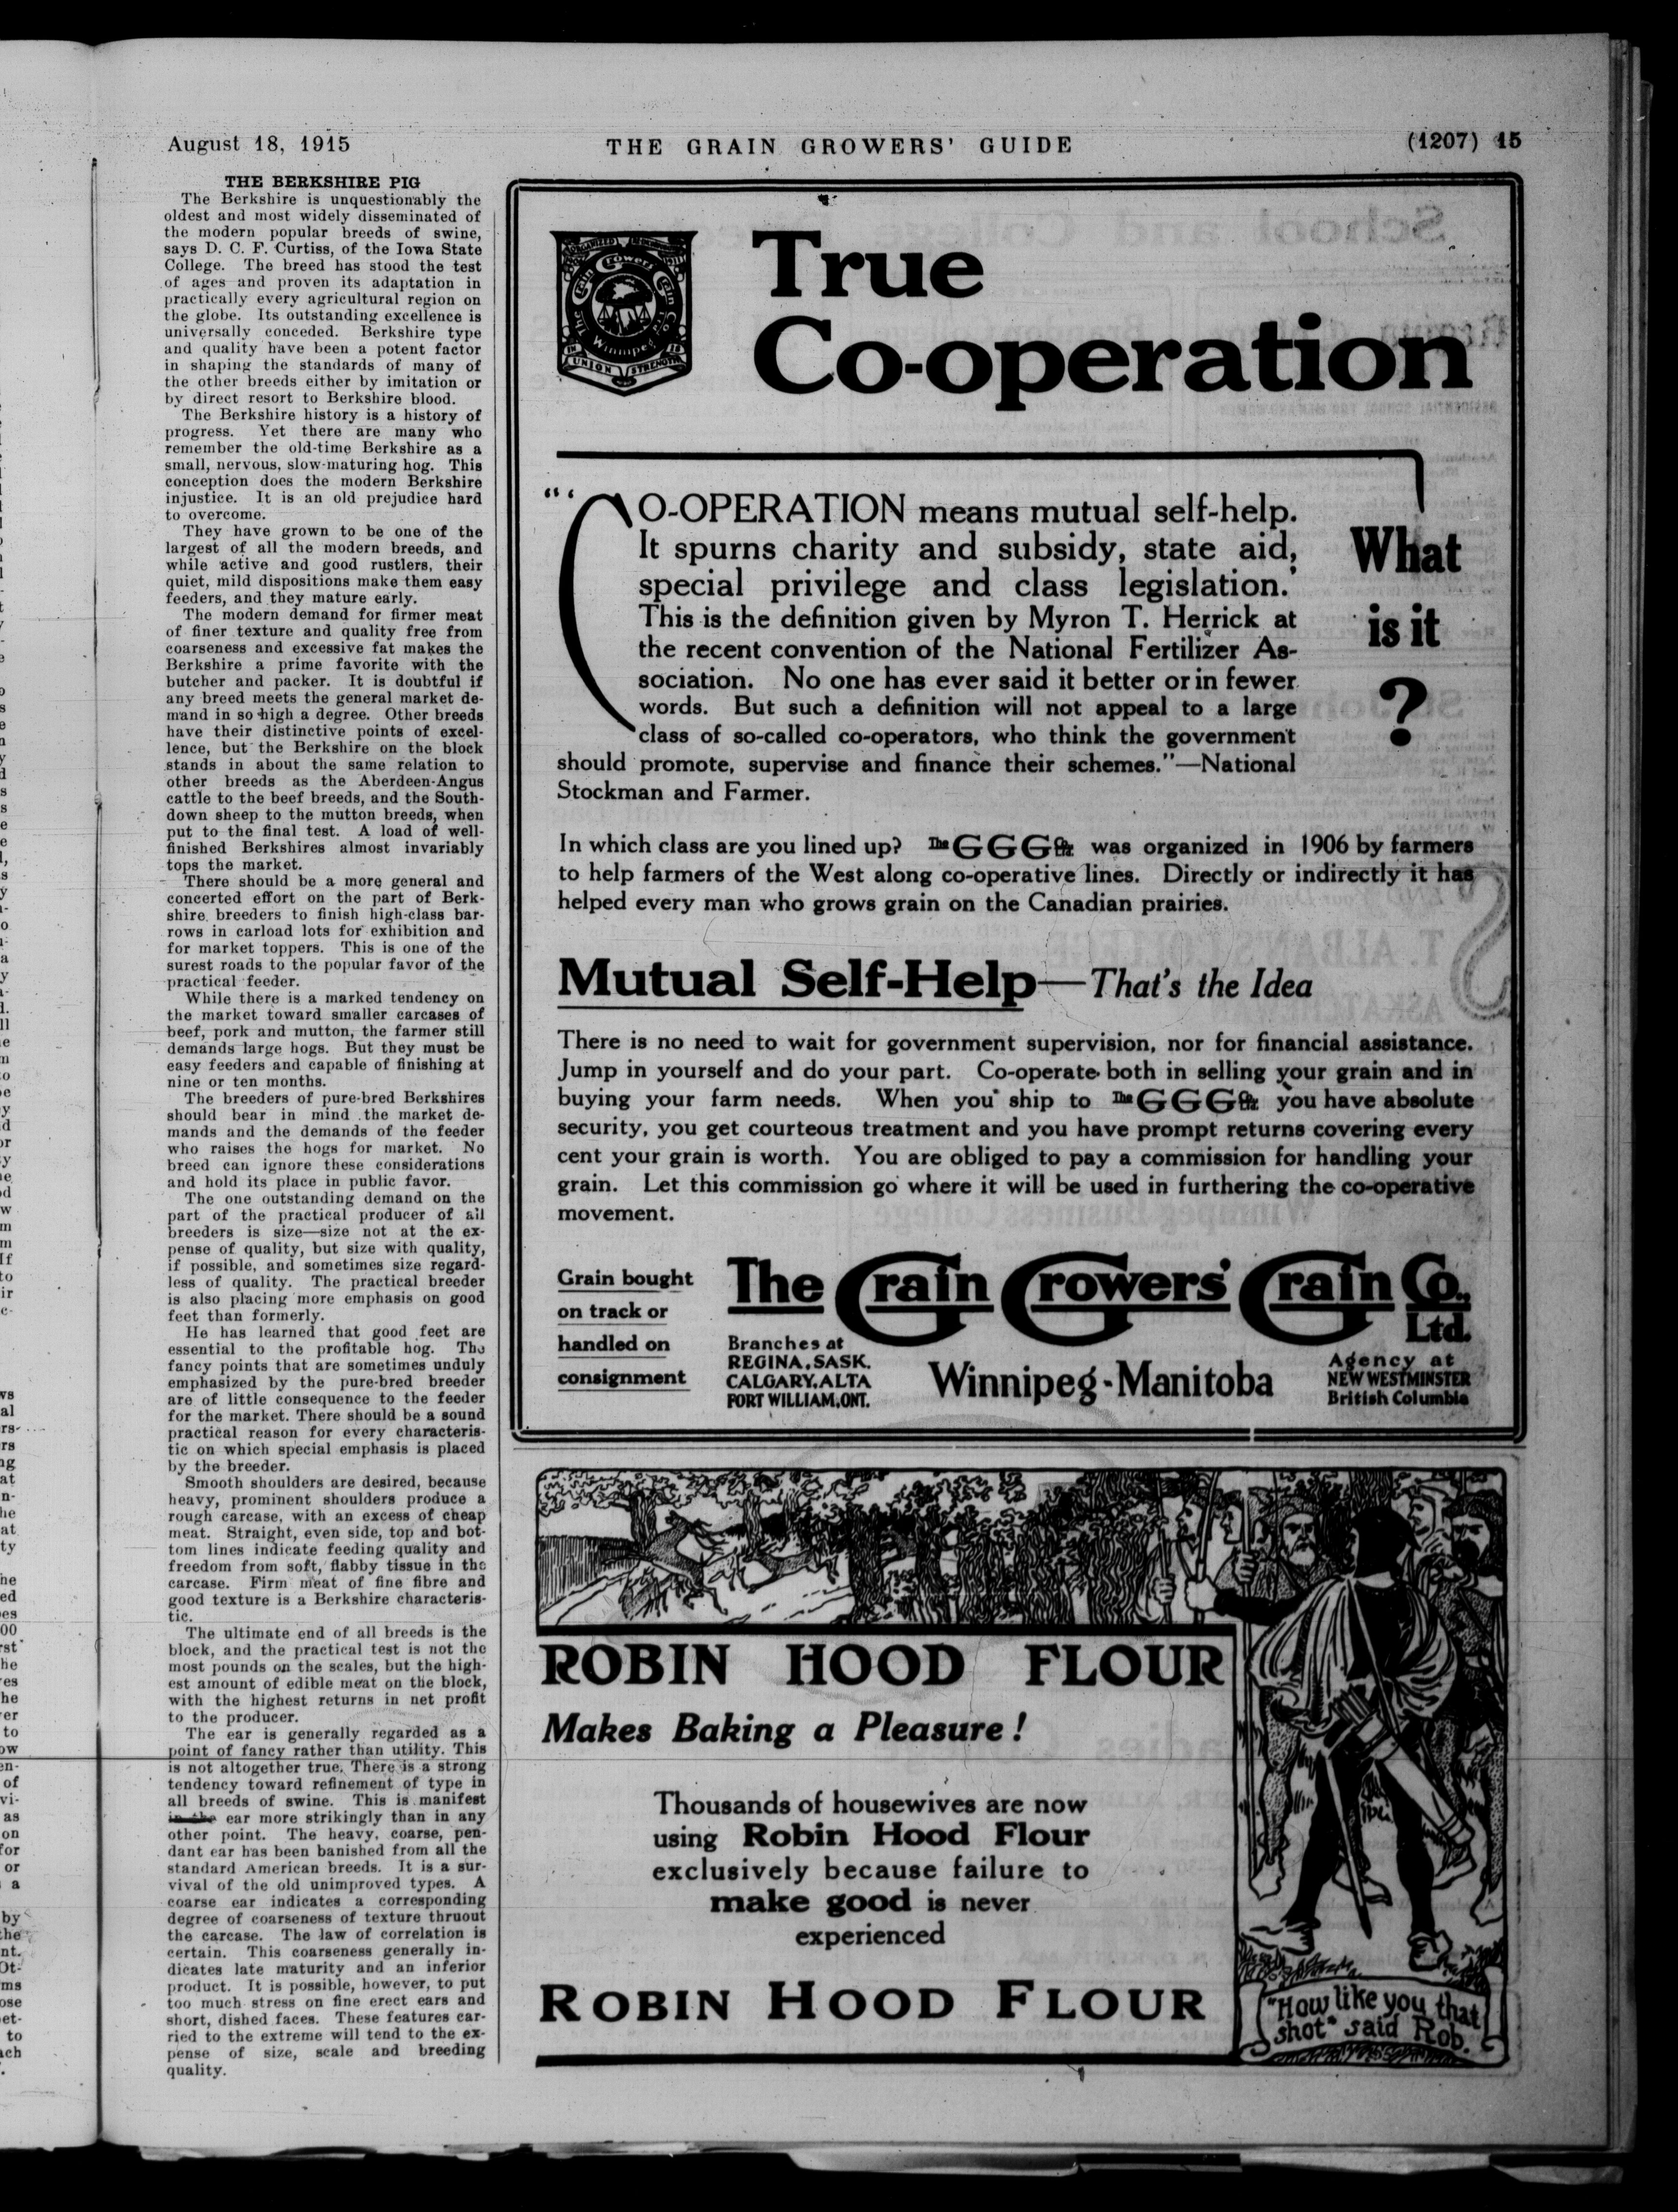 August 18, 1915
THE GRAIN GROWERS' GUIDE
(1207) 15
THE BERKSHIRE PIG
The Berkshire is unquestionably the
oldest and most widely disseminated of
the modern popular breeds of swine,
says D. C. F. Curtiss, of the Iowa State
College. The breed has stood the test
of ages and proven its adaptation in
practically every agricultural region on
the globe. Its outstanding excellence is
universally conceded. Berkshire type
and quality have been a potent factor
in shaping the standards of many of
the other breeds either by imitation or
by direct resort to Berkshire blood.
The Berkshire history is a history of
progress. Yet there are many who
remember the old-time Berkshire as a
small, nervous, slow-maturing hog. This
conception does the modern Berkshire
injustice. It is an old prejudice hard
to overcome.
They have grown to be one of the
largest of all the modern breeds, and
while active and good rustlers, their
quiet, mild dispositions make them easy
feeders, and they mature early.
The modern demand for firmer meat
of finer texture and quality free from
coarseness and excessive fat makes the
Berkshire a prime favorite with the
butcher and packer. It is doubtful if
any breed meets the general market de-
mand in so high a degree. Other breeds
have their distinctive points of excel-
lence, but the Berkshire on the block
stands in about the same relation to
other breeds as the Aberdeen-Angus
cattle to the beef breeds, and the South-
down sheep to the mutton breeds, when
put to the final test. A load of well-
finished Berkshires almost invariably
tops the market.
There should be a more general and
concerted effort on the part of Berk-
shire breeders to finish high-class bar-
rows in carload lots for exhibition and
for market toppers. This is one of the
surest roads to the popular favor of the
practical feeder.
While there is a marked tendency on
the market toward smaller carcases of
beef, pork and mutton, the farmer still
demands large hogs. But they must be
easy feeders and capable of finishing at
nine or ten months.
The breeders of pure-bred Berkshires
should bear in mind the market de-
mands and the demands of the feeder
who raises the hogs for market. No
breed can ignore these considerations
and hold its place in public favor.
The one outstanding demand on the
part of the practical producer of all
breeders is size—size not at the ex-
pense of quality, but size with quality,
if possible, and sometimes size regard-
less of quality. The practical breeder
is also placing more emphasis on good
feet than formerly.
He has learned that good feet are
essential to the profitable hog. The
fancy points that are sometimes unduly
emphasized by the pure-bred breeder
are of little consequence to the feeder
for the market. There should be a sound
practical reason for every characteris-
tic on which special emphasis is placed
by the breeder.
Smooth shoulders are desired, because
heavy, prominent shoulders produce a
rough carcase, with an excess of cheap
meat. Straight, even side, top and bot-
tom lines indicate feeding quality and
freedom from soft, flabby tissue in the
carcase. Firm meat of fine fibre and
good texture is a Berkshire characteris-
tic.
The ultimate end of all breeds is the
block, and the practical test is not the
most pounds on the scales, but the high-
est amount of edible meat on the block,
with the highest returns in net profit
to the producer.
The ear is generally regarded as a
point of fancy rather than utility. This
is not altogether true. There is a strong
tendency toward refinement of type in
all breeds of swine. This is manifest
in the ear more strikingly than in any
other point. The heavy, coarse, pen-
dant ear has been banished from all the
standard American breeds. It is a sur-
vival of the old unimproved types. A
coarse ear indicates a corresponding
degree of coarseness of texture thruout
the carcase. The law of correlation is
certain. This coarseness generally in-
dicates late maturity and an inferior
product. It is possible, however, to put
too much stress on fine erect ears and
short, dished faces. These features car-
ried to the extreme will tend to the ex-
pense of size, scale and breeding
quality.
The Grain Growers Grain Co
Winnipeg
UNION STRENGTH
True
Co-operation
What
is it
?
"'CO-OPERATION means mutual self-help.
It spurns charity and subsidy, state aid,
special privilege and class legislation.'
This is the definition given by Myron T. Herrick at
the recent convention of the National Fertilizer As-
sociation. No one has ever said it better or in fewer
words. But such a definition will not appeal to a large
class of so-called co-operators, who think the government
should promote, supervise and finance their schemes."—National
Stockman and Farmer.
In which class are you lined up? The GGG Co. was organized in 1906 by farmers
to help farmers of the West along co-operative lines. Directly or indirectly it has
helped every man who grows grain on the Canadian prairies.
Mutual Self-Help—That's the Idea
There is no need to wait for government supervision, nor for financial assistance.
Jump in yourself and do your part. Co-operate both in selling your grain and in
buying your farm needs. When you ship to The GGG Co. you have absolute
security, you get courteous treatment and you have prompt returns covering every
cent your grain is worth. You are obliged to pay a commission for handling your
grain. Let this commission go where it will be used in furthering the co-operative
movement.
Grain bought
on track or
handled on
consignment
The Grain Growers' Grain Co., Ltd.
Branches at
REGINA, SASK.
CALGARY, ALTA
FORT WILLIAM, ONT.
Winnipeg-Manitoba
Agency at
NEW WESTMINSTER
British Columbia
ROBIN HOOD FLOUR
Makes Baking a Pleasure!
Thousands of housewives are now
using Robin Hood Flour
exclusively because failure to
make good is never
experienced
ROBIN HOOD FLOUR
"How like you that
shot" said Rob.